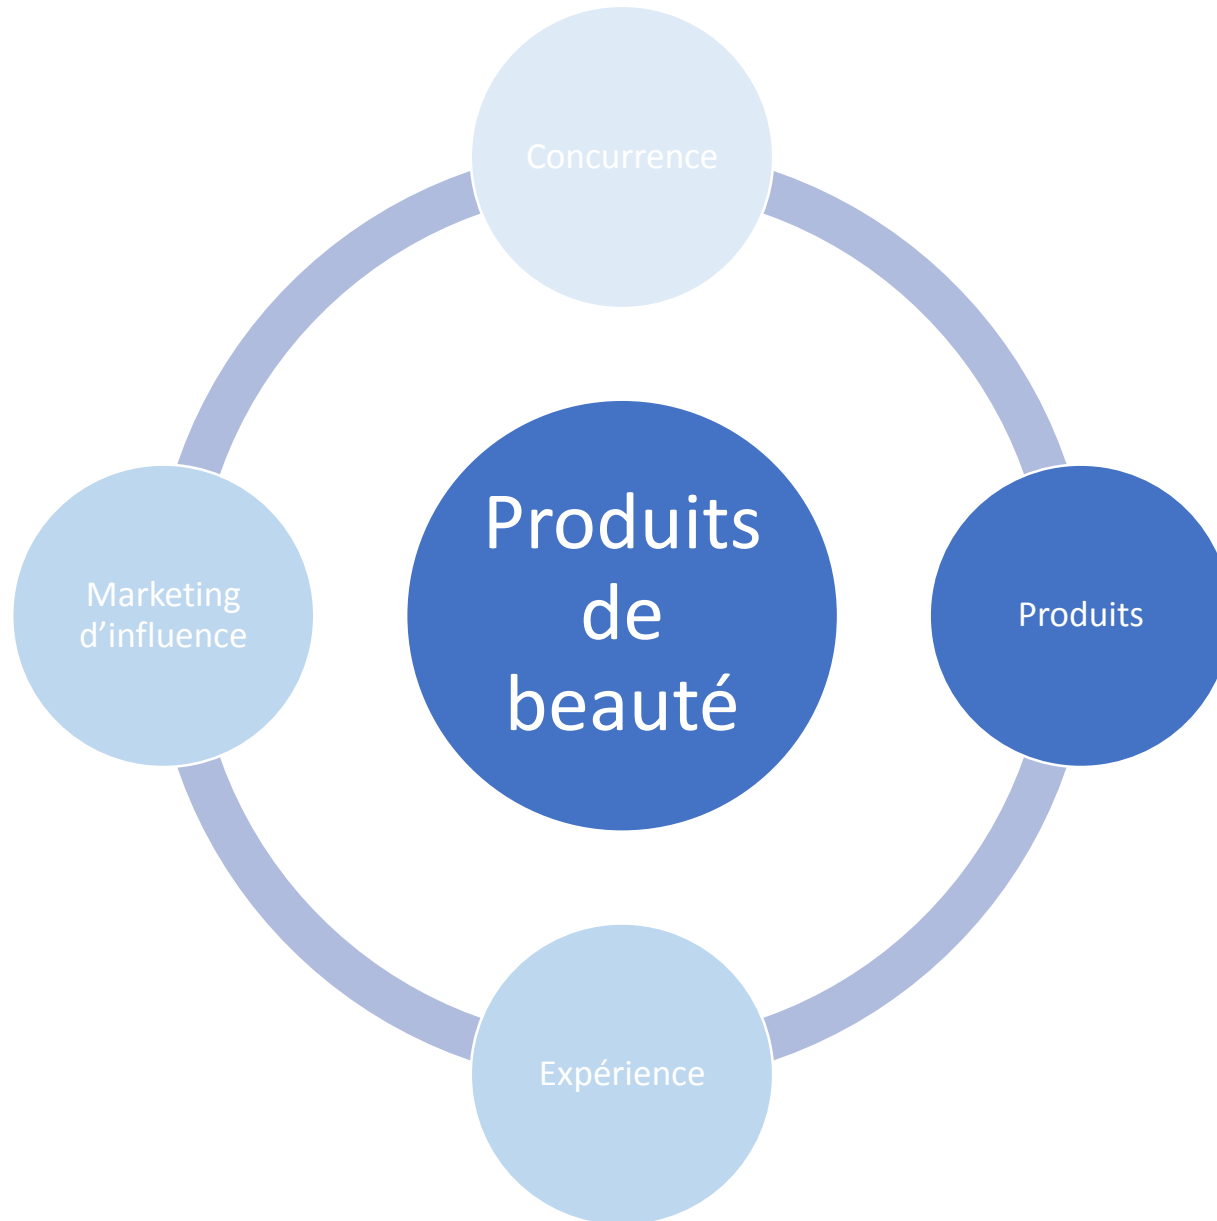 Concurrence
Produits
de
beauté
Marketing
d’influence
Produits
Expérience